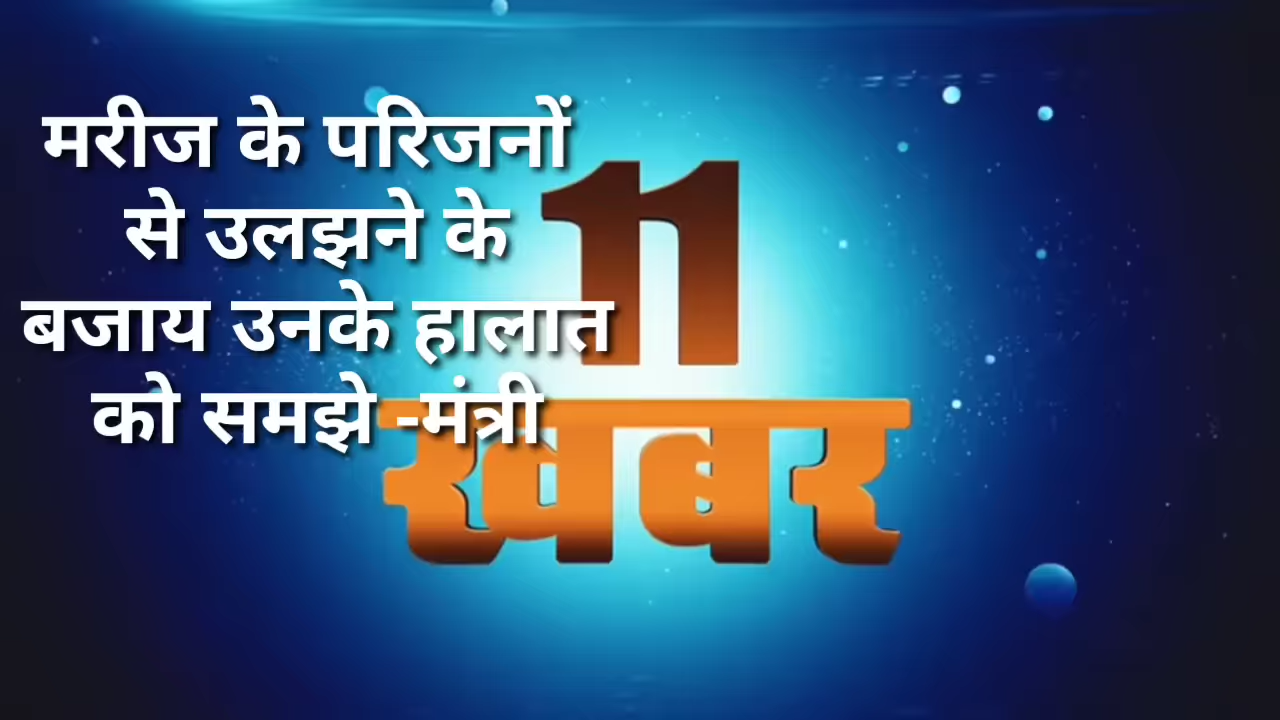 मरीज के परिजनों
से उलझने के
बजाय उनके हालात
को समझे -मंत्री
11
खबर